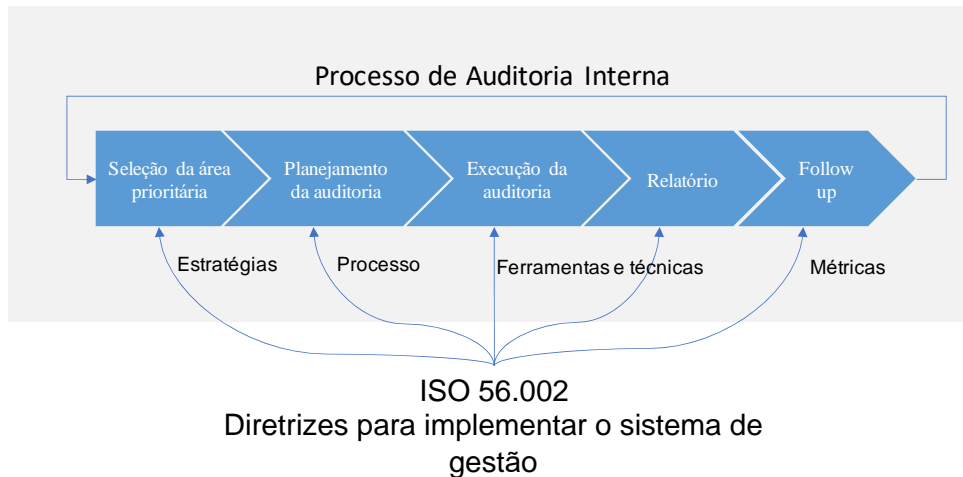 Processo de Auditoria Interna
Seleção da área
prioritária
Planejamento
da auditoria
Execução da
auditoria
Relatório
Follow
up
Estratégias
Processo
Ferramentas e técnicas
Métricas
ISO 56.002
Diretrizes para implementar o sistema de
gestão